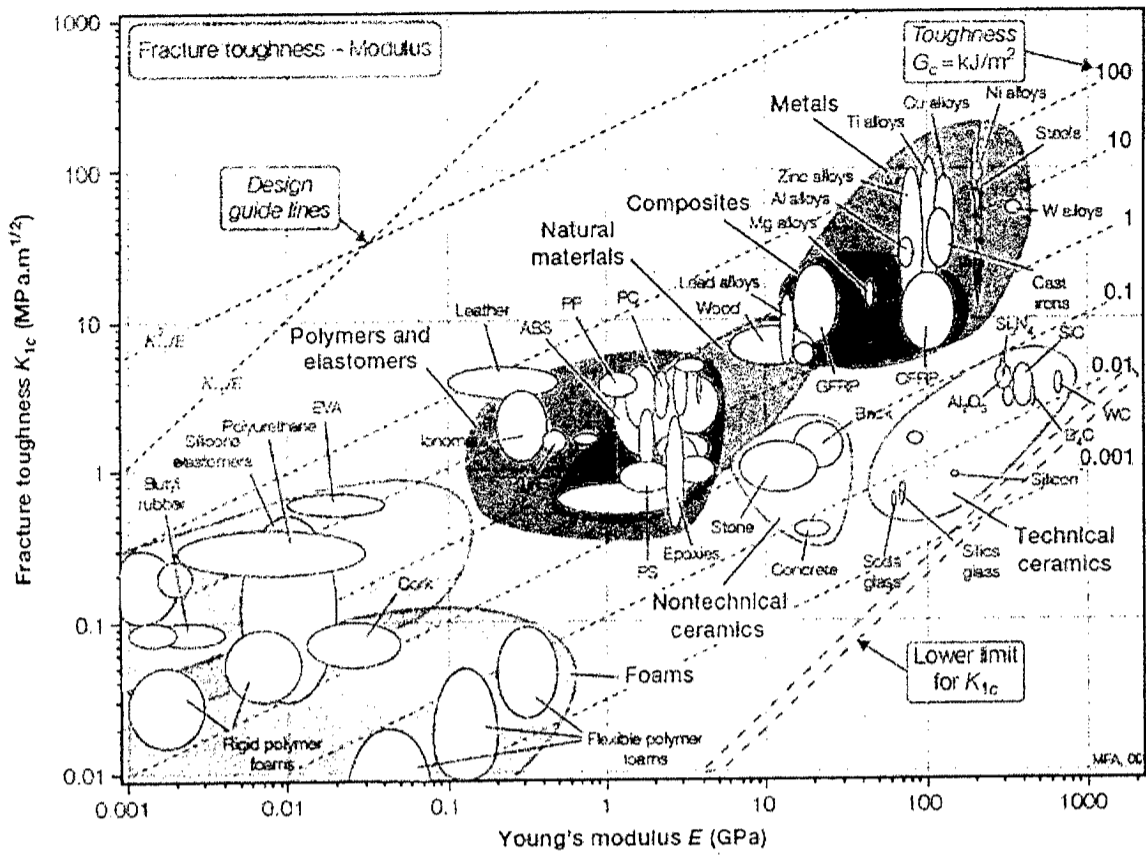 Fracture toughness – Modulus
Toughness
G_c = kJ/m²
100
10
1
0.1
0.01
0.001
1000
100
10
1
0.1
0.01
Fracture toughness K_1c (MPa.m^1/2)
0.001
0.01
0.1
1
10
100
1000
Young's modulus E (GPa)
Design
guide lines
Metals
Ti alloys
Cu alloys
Ni alloys
Steels
W alloys
Zinc alloys
Al alloys
Mg alloys
Composites
Natural
materials
Lead alloys
Wood
Cast
irons
Leather
PP
PC
ABS
Polymers and
elastomers
EVA
Polyurethane
Silicone
elastomers
Butyl
rubber
Ionomers
GFRP
CFRP
Brick
SiC
Al₂O₃
WC
B₄C
Silicon
Stone
Epoxies
PS
Concrete
Soda
glass
Silica
glass
Technical
ceramics
Nontechnical
ceramics
Cork
Foams
Lower limit
for K_1c
Rigid polymer
foams
Flexible polymer
foams